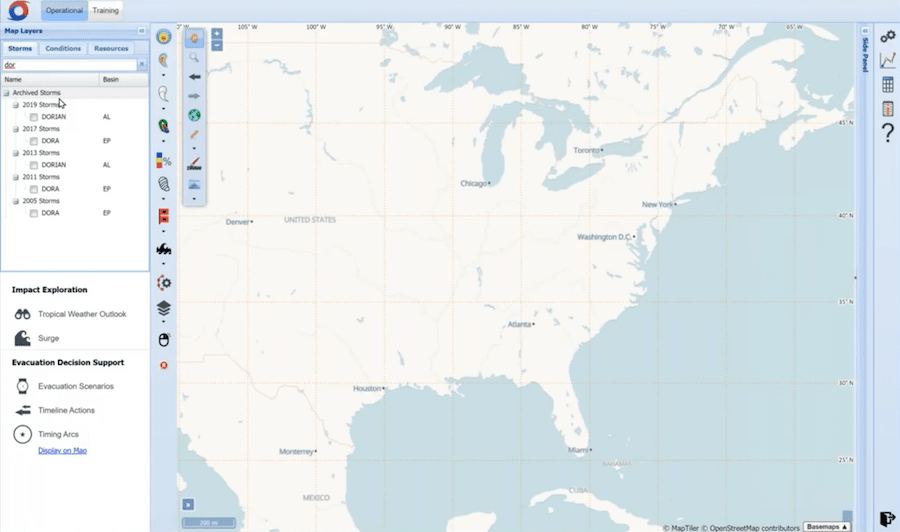 Operational Training
Map Layers
Storms Conditions Resources
dor
Name Basin
Archived Storms
2019 Storms
DORIAN AL
2017 Storms
DORA EP
2013 Storms
DORIAN AL
2011 Storms
DORA EP
2005 Storms
DORA EP
Impact Exploration
Tropical Weather Outlook
Surge
Evacuation Decision Support
Evacuation Scenarios
Timeline Actions
Timing Arcs
Display on Map
105° W 100° W 95° W 90° W 85° W 80° W 75° W 70° W 65° W
45° N
Toronto
Chicago
New York
40° N
Denver
UNITED STATES
Washington D.C.
35° N
Atlanta
30° N
Houston
Monterrey
Miami
25° N
BAHAMAS
MEXICO
CUBA
200 mi
© MapTiler © OpenStreetMap contributors
Basemaps
Side Panel